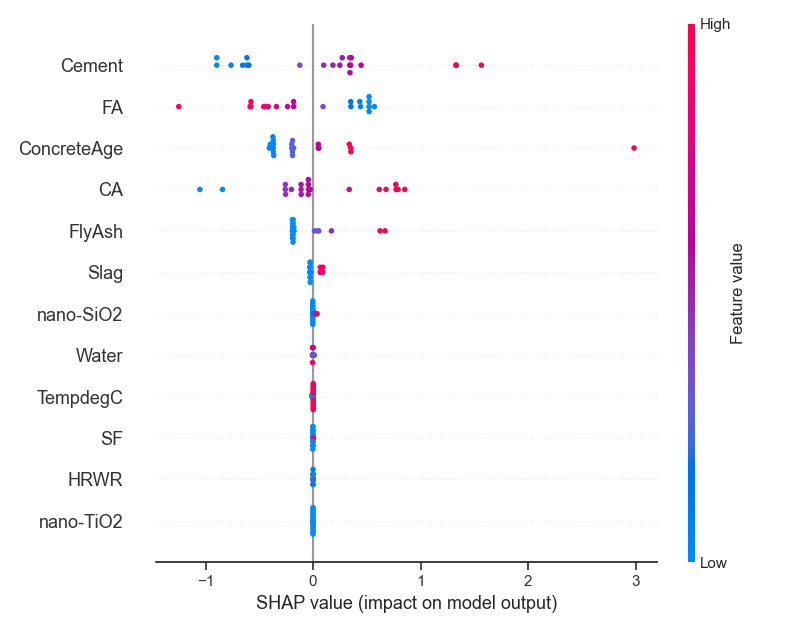 High
Cement
FA
ConcreteAge
CA
FlyAsh
Slag
nano-SiO2
Water
TempdegC
SF
HRWR
nano-TiO2
Feature value
Low
−1 0 1 2 3
SHAP value (impact on model output)